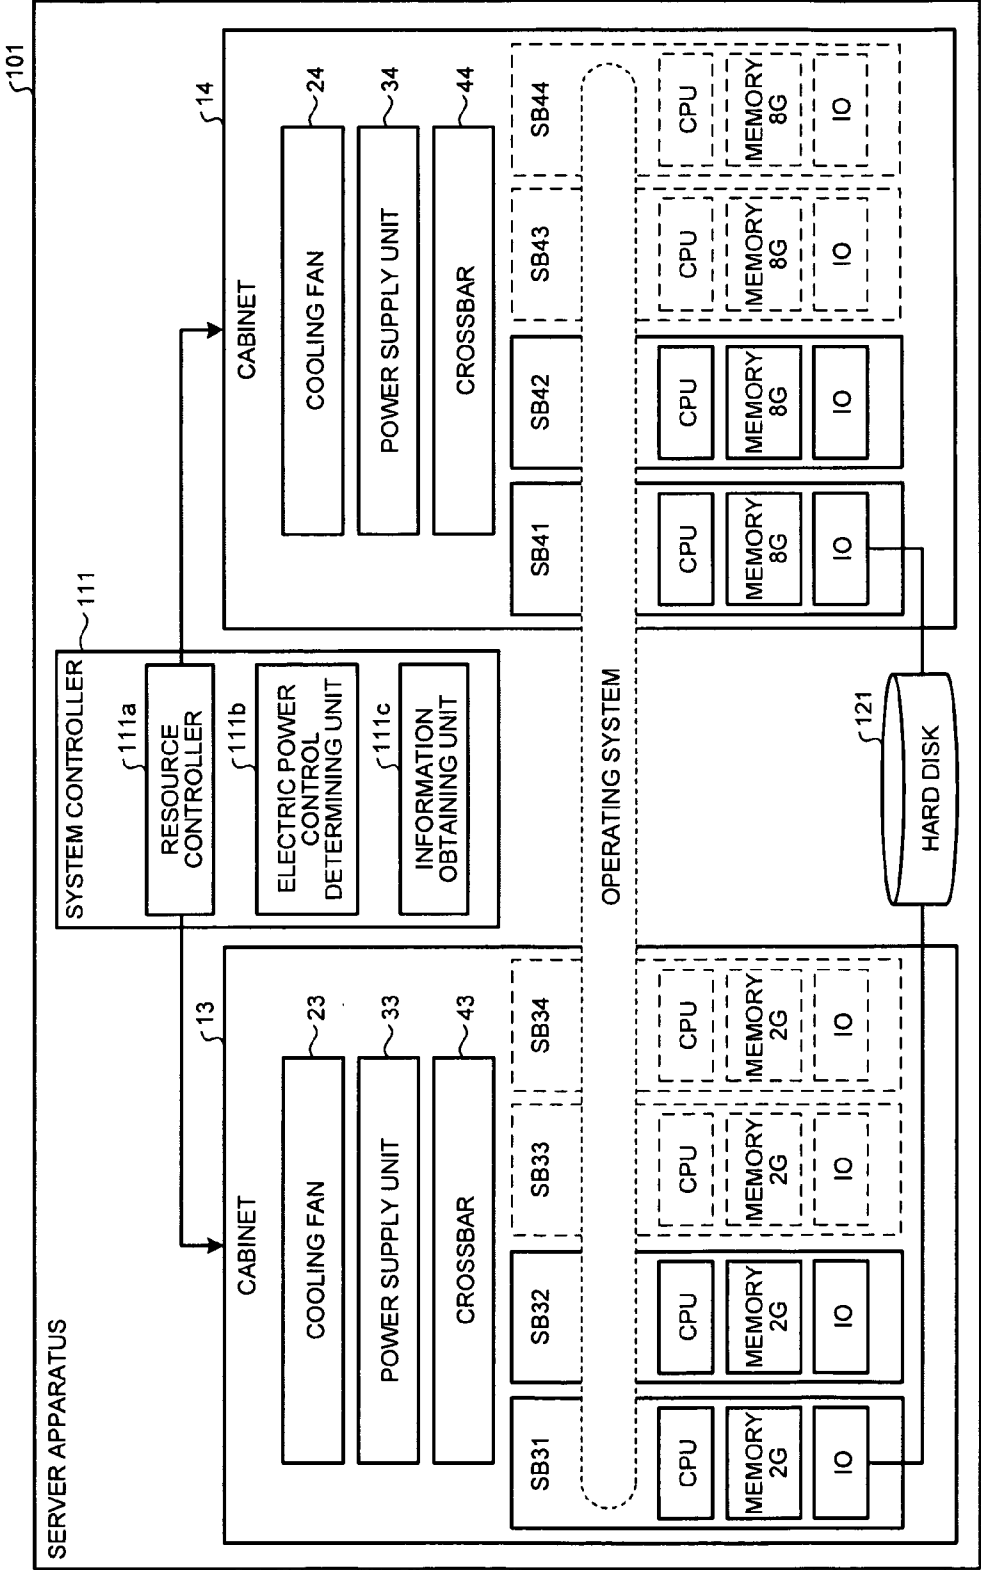 101
SERVER APPARATUS
SYSTEM CONTROLLER
111
111a
RESOURCE
CONTROLLER
111b
ELECTRIC POWER
CONTROL
DETERMINING UNIT
111c
INFORMATION
OBTAINING UNIT
13
CABINET
COOLING FAN
23
POWER SUPPLY UNIT
33
CROSSBAR
43
SB31
SB32
SB33
SB34
CPU
CPU
CPU
CPU
MEMORY
2G
MEMORY
2G
MEMORY
2G
MEMORY
2G
IO
IO
IO
IO
14
CABINET
COOLING FAN
24
POWER SUPPLY UNIT
34
CROSSBAR
44
SB41
SB42
SB43
SB44
CPU
CPU
CPU
CPU
MEMORY
8G
MEMORY
8G
MEMORY
8G
MEMORY
8G
IO
IO
IO
IO
OPERATING SYSTEM
121
HARD DISK